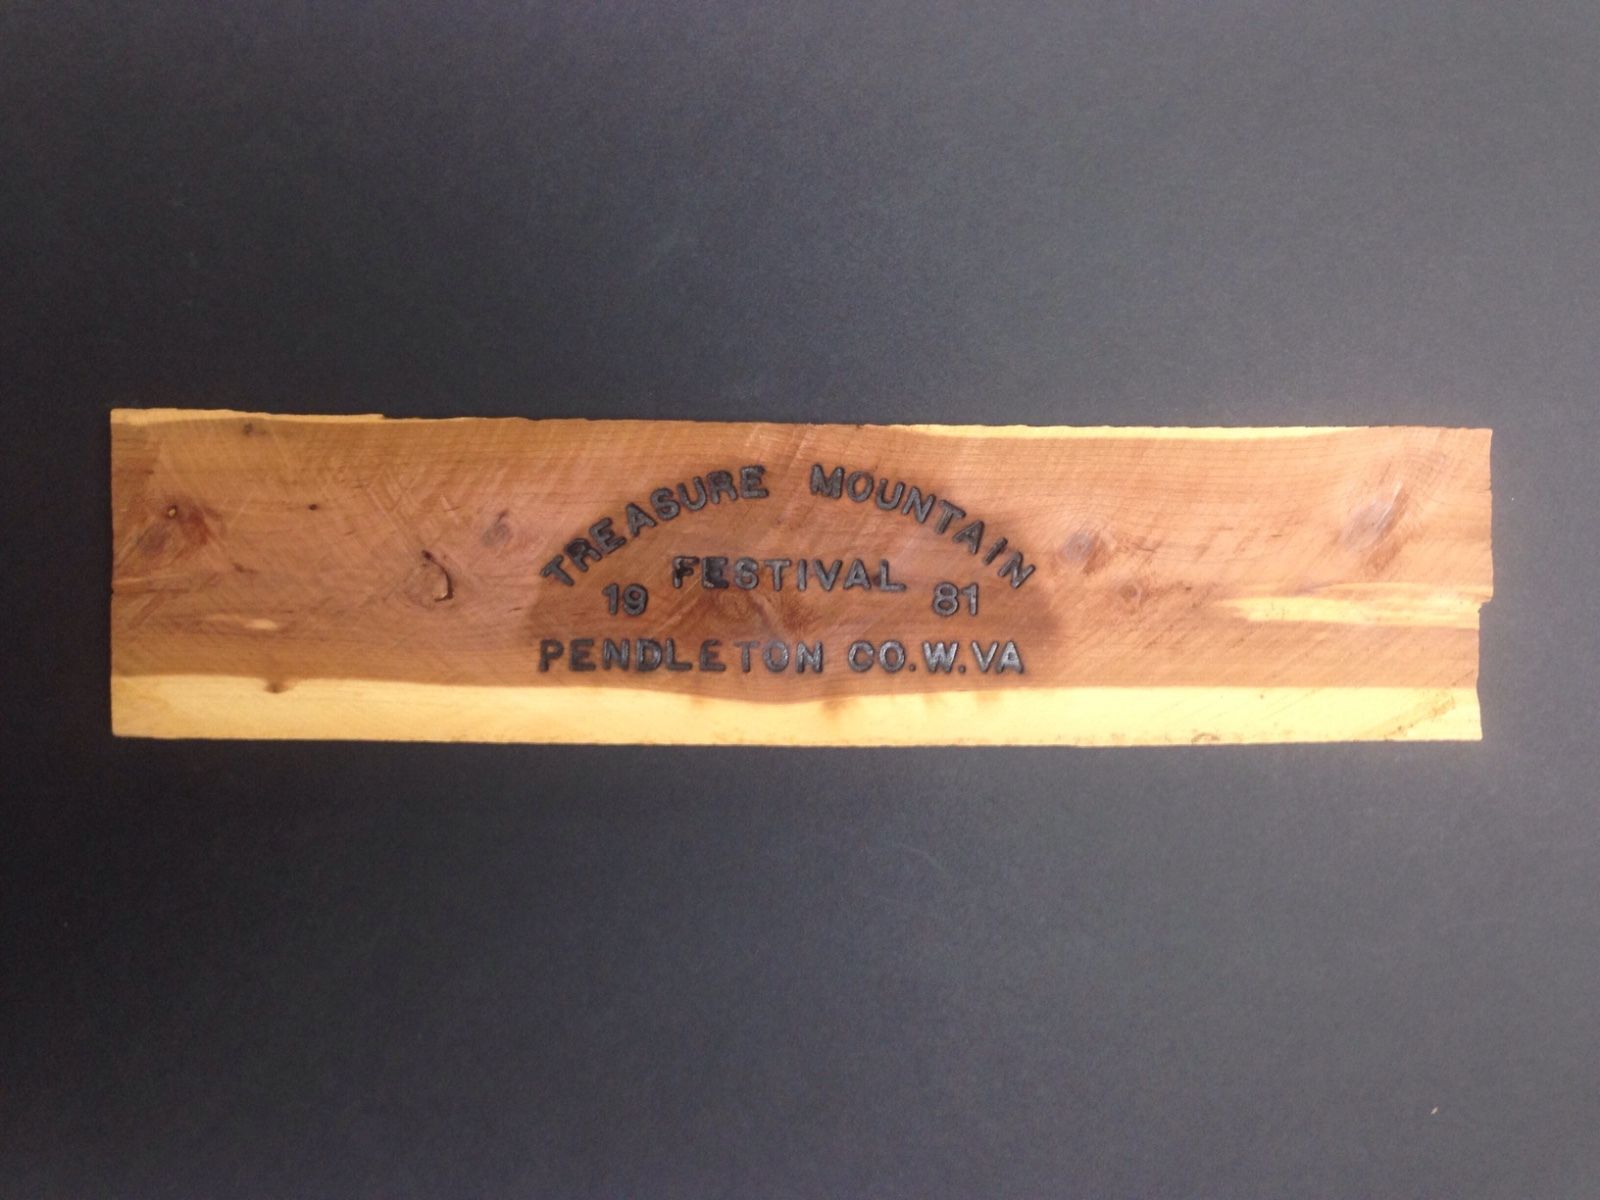 TREASURE MOUNTAIN
FESTIVAL
19 81
PENDLETON CO.W.VA